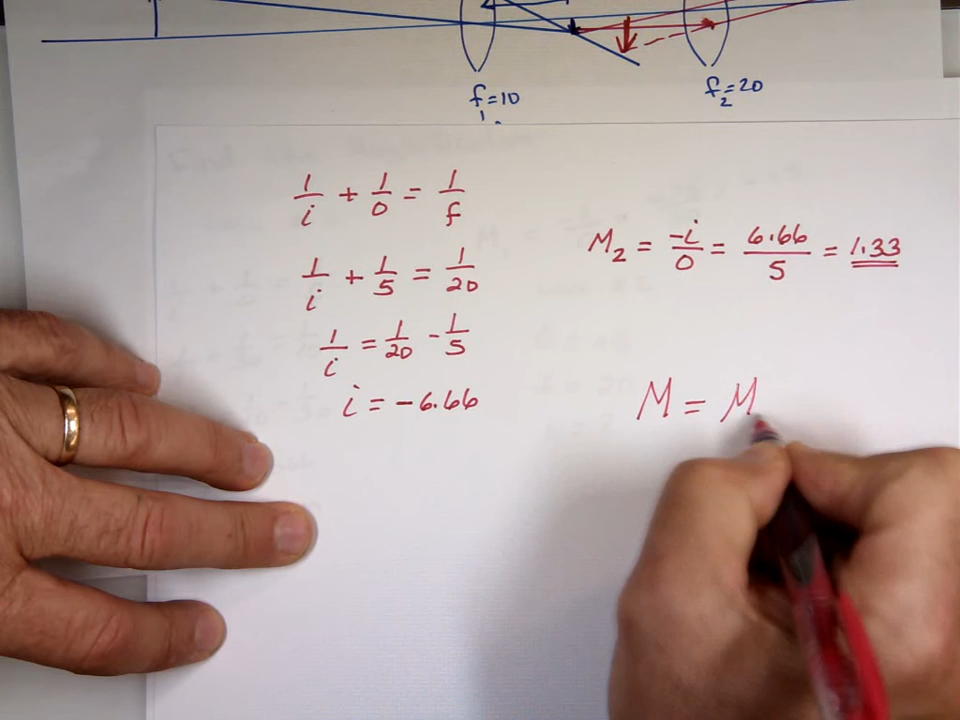 f₁=10
f₂=20
1/i + 1/o = 1/f
1/i + 1/5 = 1/20
1/i = 1/20 - 1/5
i = -6.66
M₂ = -i/o = 6.66/5 = 1.33
M = M